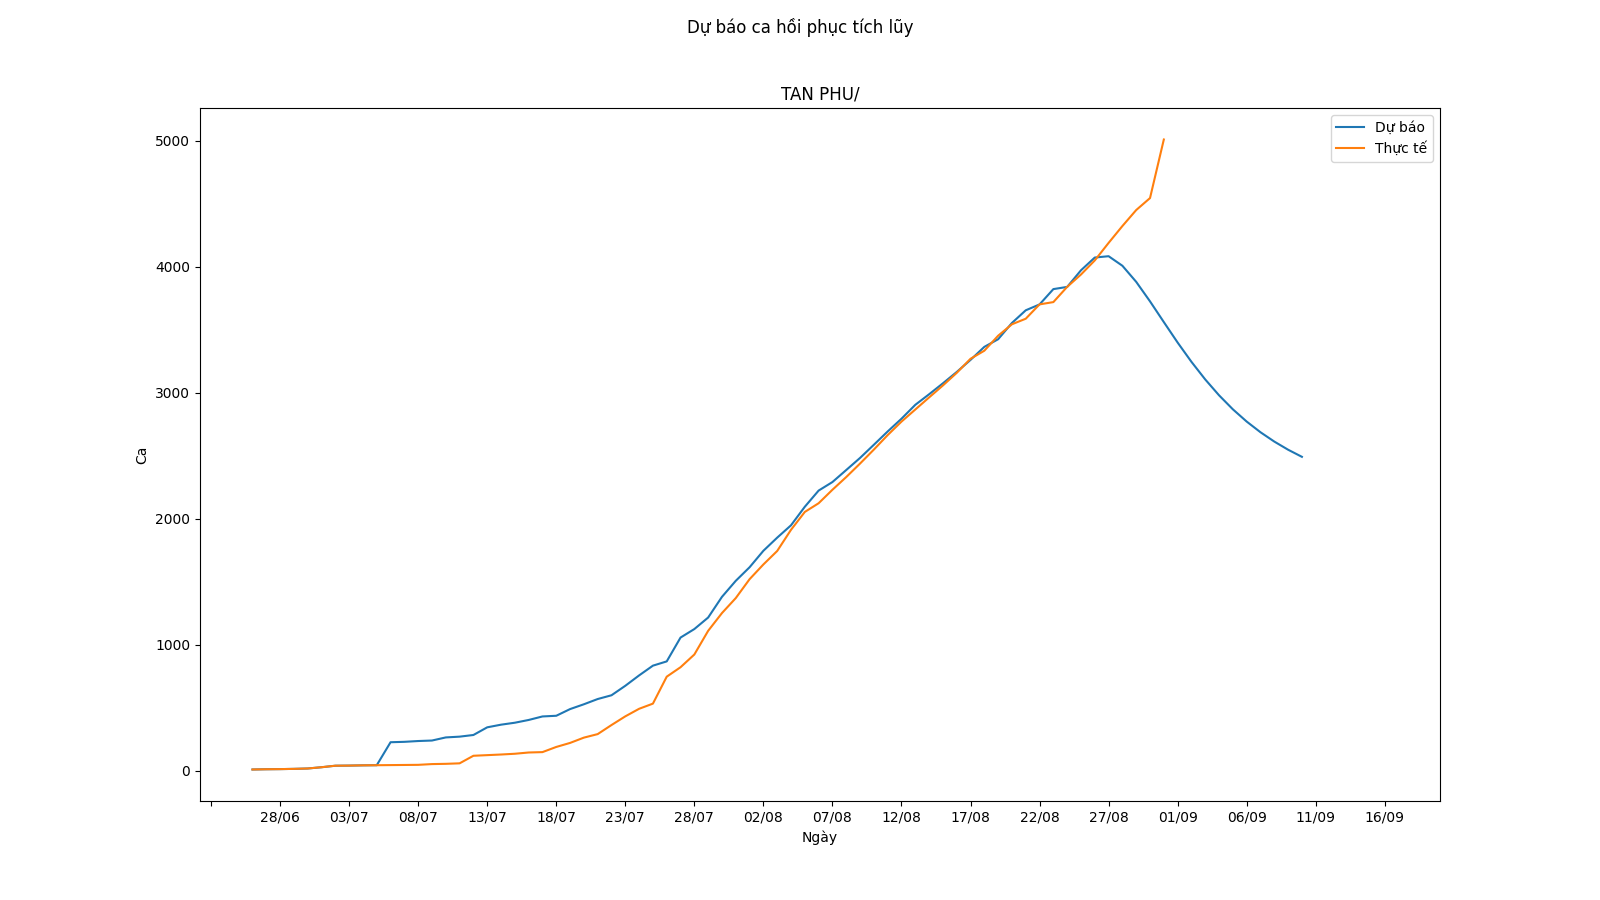 Dự báo ca hồi phục tích lũy
TAN PHU/
Dự báo
Thực tế
5000
4000
3000
2000
1000
0
Ca
28/06 03/07 08/07 13/07 18/07 23/07 28/07 02/08 07/08 12/08 17/08 22/08 27/08 01/09 06/09 11/09 16/09
Ngày